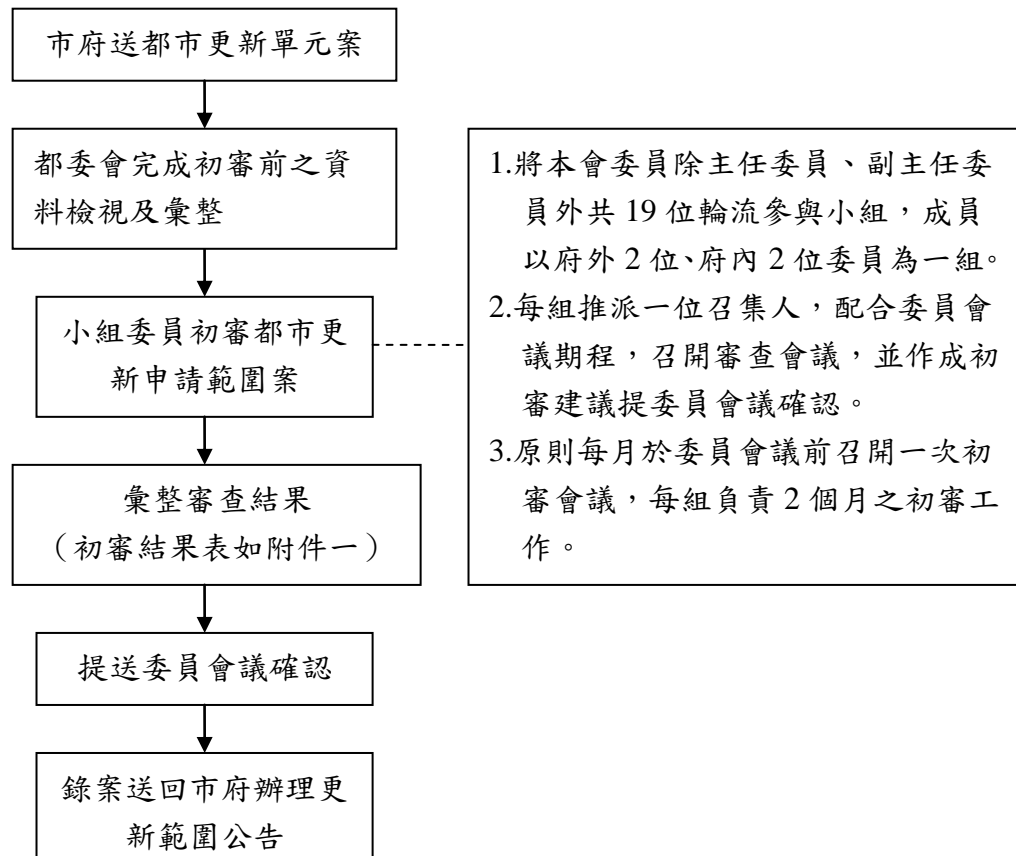 市府送都市更新單元案
都委會完成初審前之資
料檢視及彙整
小組委員初審都市更
新申請範圍案
1.將本會委員除主任委員、副主任委
員外共 19 位輪流參與小組，成員
以府外 2 位、府內 2 位委員為一組。
2.每組推派一位召集人，配合委員會
議期程，召開審查會議，並作成初
審建議提委員會議確認。
3.原則每月於委員會議前召開一次初
審會議，每組負責 2 個月之初審工
作。
彙整審查結果
（初審結果表如附件一）
提送委員會議確認
錄案送回市府辦理更
新範圍公告